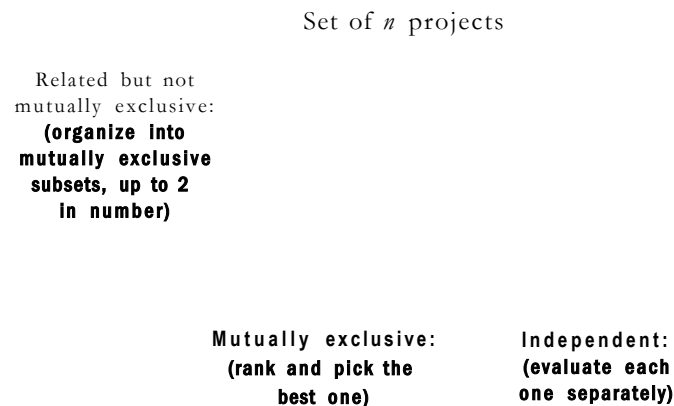 Set of n projects
Related but not
mutually exclusive:
(organize into
mutually exclusive
subsets, up to 2
in number)
Mutually exclusive:
(rank and pick the
best one)
Independent:
(evaluate each
one separately)